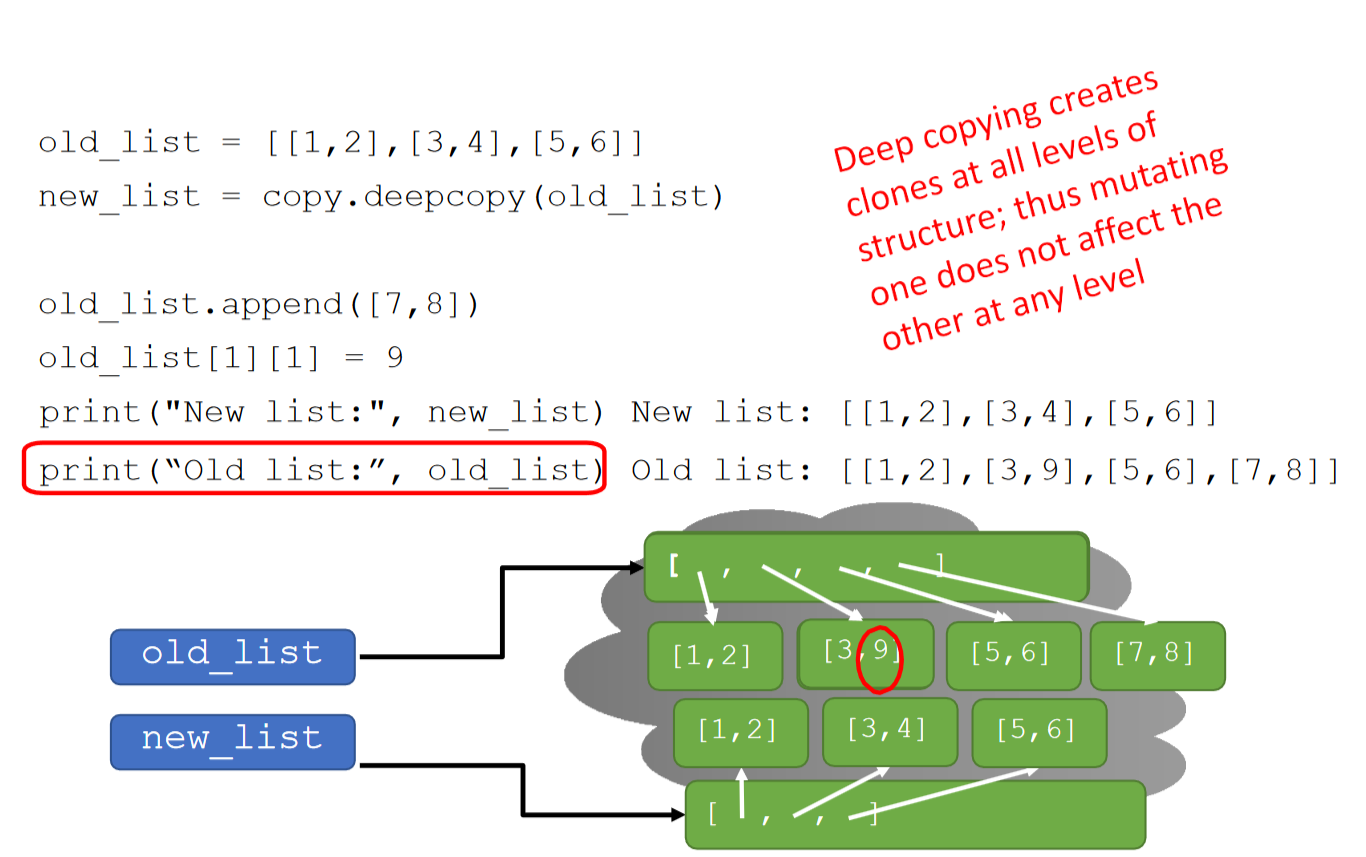 old_list = [[1,2],[3,4],[5,6]]
new_list = copy.deepcopy(old_list)
Deep copying creates
clones at all levels of
structure; thus mutating
one does not affect the
other at any level
old_list.append([7,8])
old_list[1][1] = 9
print("New list:", new_list) New list: [[1,2],[3,4],[5,6]]
print(“Old list:”, old_list) Old list: [[1,2],[3,9],[5,6],[7,8]]
[ , , , ]
old_list
[1,2] [3,9] [5,6] [7,8]
new_list
[1,2] [3,4] [5,6]
[ , , ]